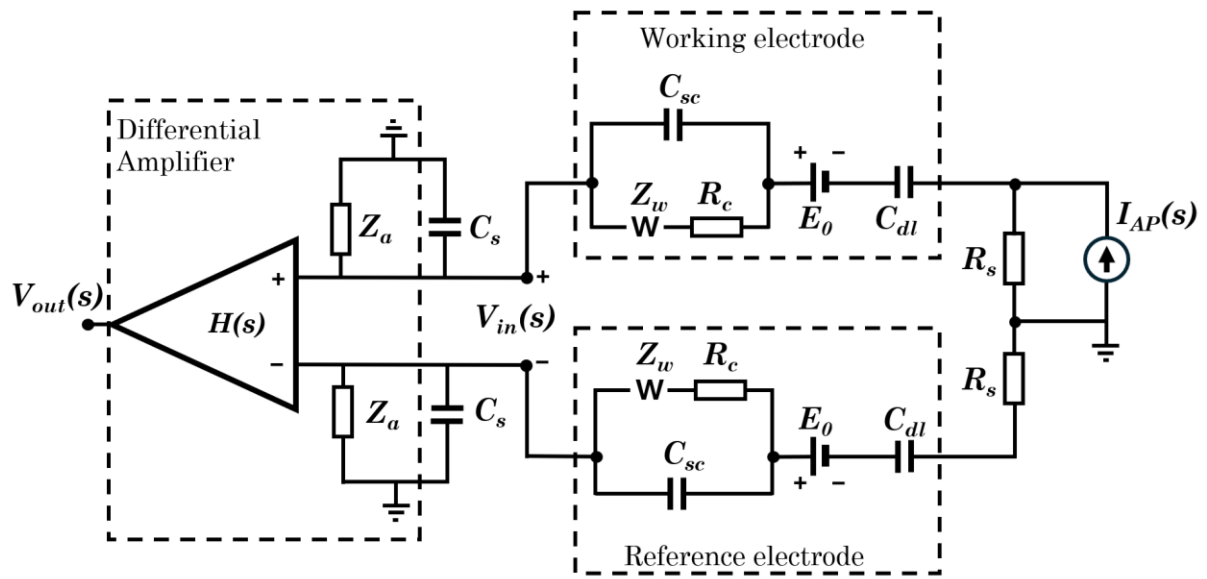 Working electrode
C_sc
Differential
Amplifier
+ −
Z_w R_c
E_0
C_dl
I_AP(s)
Z_a
C_s
R_s
+
+
V_out(s)
H(s)
V_in(s)
−
−
Z_w R_c
R_s
Z_a
C_s
E_0
C_dl
C_sc
+ −
Reference electrode